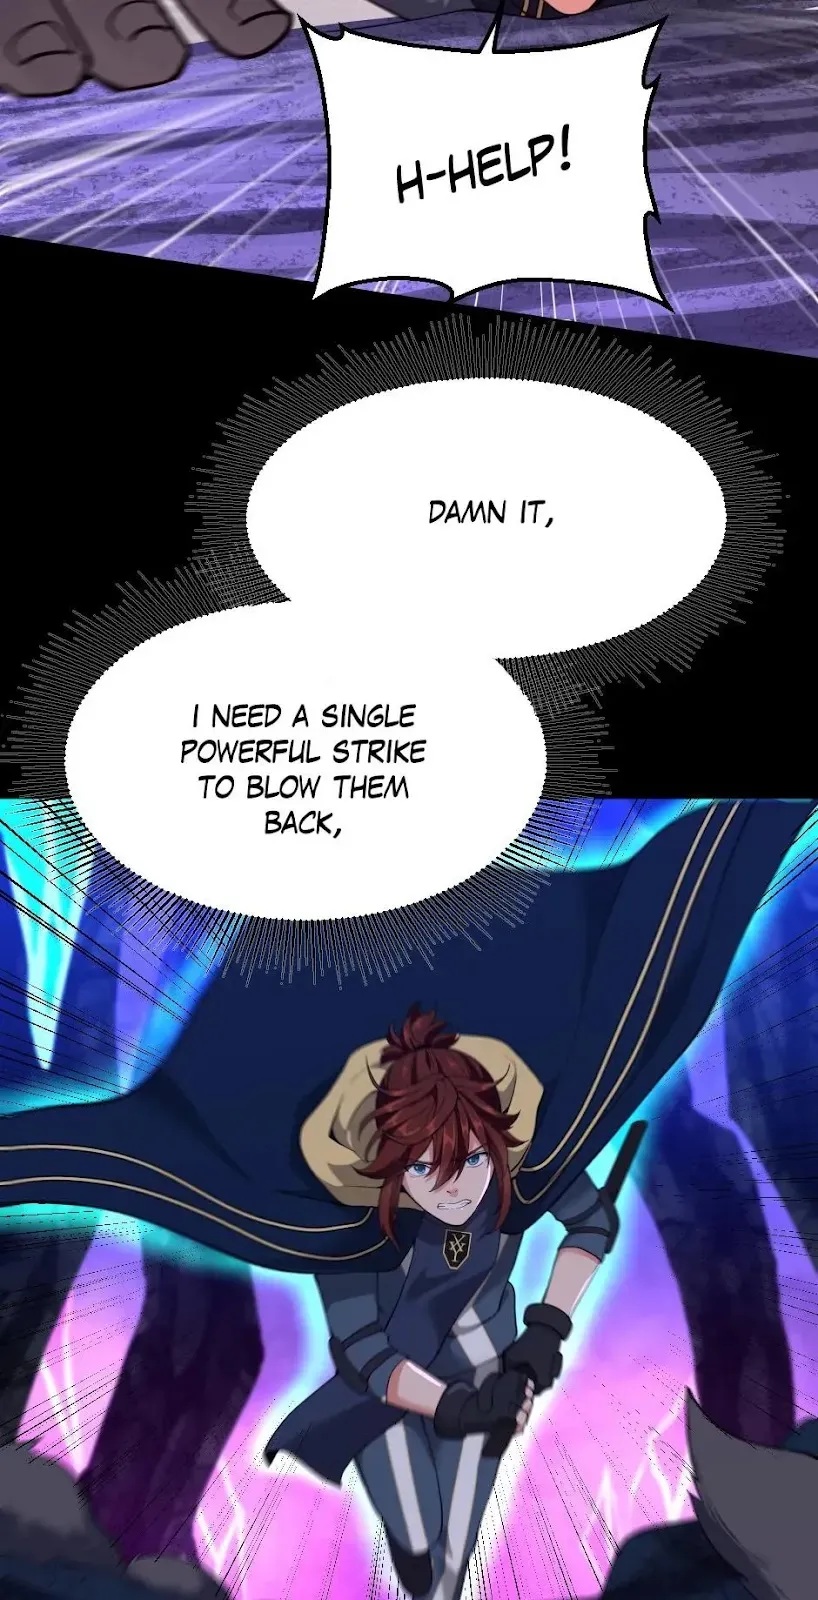 H-HELP!
DAMN IT,
I NEED A SINGLE
POWERFUL STRIKE
TO BLOW THEM
BACK,